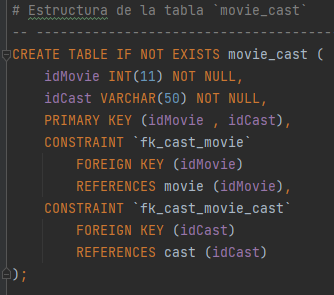 # Estructura de la tabla `movie_cast`
-- ----------------------------------------
CREATE TABLE IF NOT EXISTS movie_cast (
    idMovie INT(11) NOT NULL,
    idCast VARCHAR(50) NOT NULL,
    PRIMARY KEY (idMovie , idCast),
    CONSTRAINT `fk_cast_movie`
        FOREIGN KEY (idMovie)
        REFERENCES movie (idMovie),
    CONSTRAINT `fk_cast_movie_cast`
        FOREIGN KEY (idCast)
        REFERENCES cast (idCast)
);